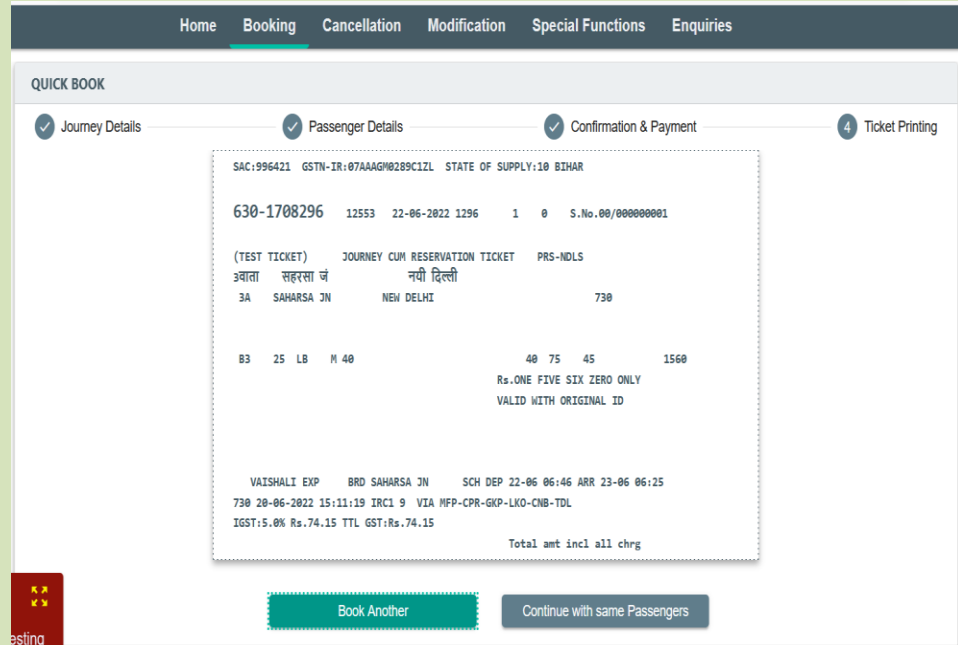 Home Booking Cancellation Modification Special Functions Enquiries
QUICK BOOK
Journey Details Passenger Details Confirmation & Payment 4 Ticket Printing
SAC:996421 GSTN-IR:07AAAGM0289C1ZL STATE OF SUPPLY:10 BIHAR
630-1708296 12553 22-06-2022 1296 1 0 S.No.00/000000001
(TEST TICKET) JOURNEY CUM RESERVATION TICKET PRS-NDLS
3वाता सहरसा जं नयी दिल्ली
3A SAHARSA JN NEW DELHI 730
B3 25 LB M 40 40 75 45 1560
Rs.ONE FIVE SIX ZERO ONLY
VALID WITH ORIGINAL ID
VAISHALI EXP BRD SAHARSA JN SCH DEP 22-06 06:46 ARR 23-06 06:25
730 20-06-2022 15:11:19 IRC1 9 VIA MFP-CPR-GKP-LKO-CNB-TDL
IGST:5.0% Rs.74.15 TTL GST:Rs.74.15
Total amt incl all chrg
Book Another Continue with same Passengers
esting